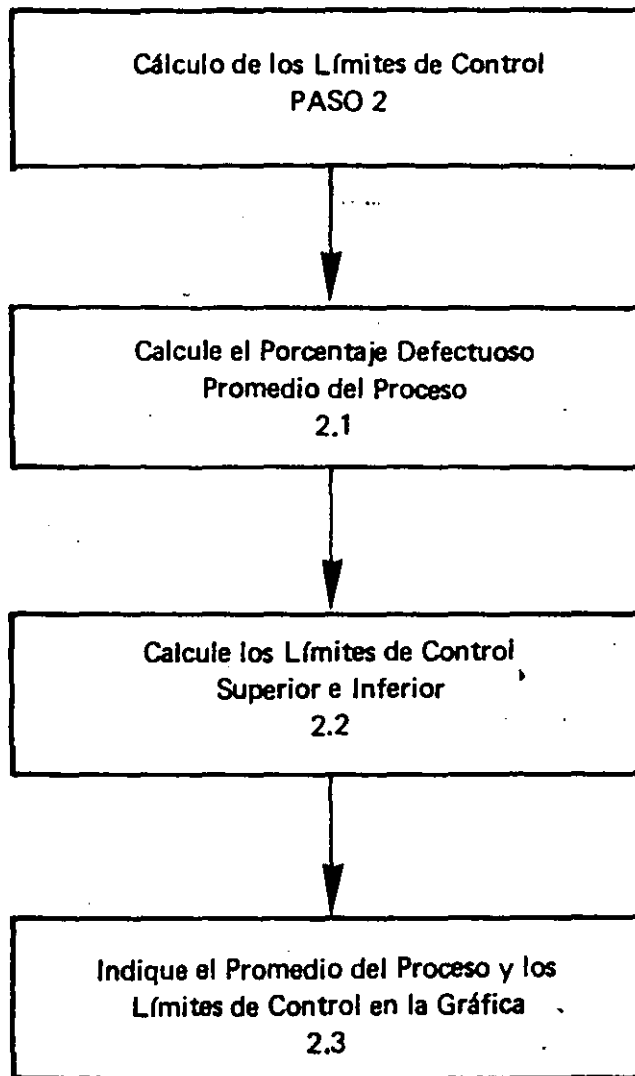 Cálculo de los Límites de Control
PASO 2
Calcule el Porcentaje Defectuoso
Promedio del Proceso
2.1
Calcule los Límites de Control
Superior e Inferior
2.2
Indique el Promedio del Proceso y los
Límites de Control en la Gráfica
2.3